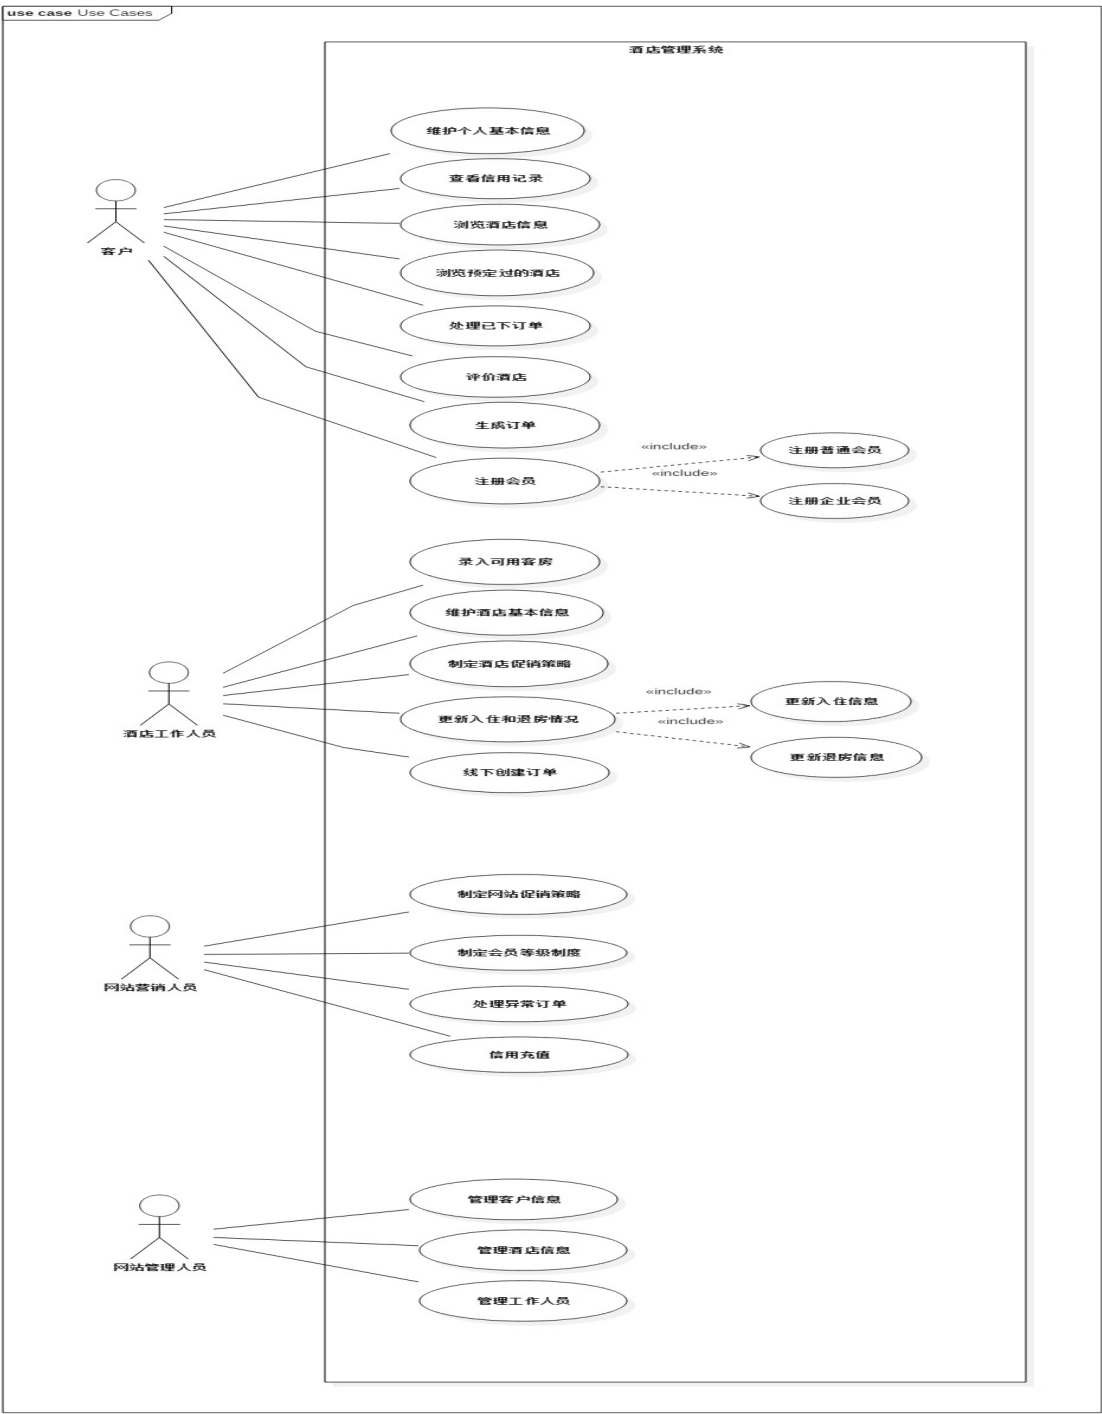 use case Use Cases
酒店管理系统
维护个人基本信息
查看信用记录
浏览酒店信息
客户
浏览预定过的酒店
处理已下订单
评价酒店
生成订单
«include»
注册普通会员
«include»
注册会员
注册企业会员
录入可用客房
维护酒店基本信息
制定酒店促销策略
«include»
更新入住信息
更新入住和退房情况
«include»
酒店工作人员
更新退房信息
线下创建订单
制定网站促销策略
制定会员等级制度
网站营销人员
处理异常订单
信用充值
管理客户信息
管理酒店信息
网站管理人员
管理工作人员